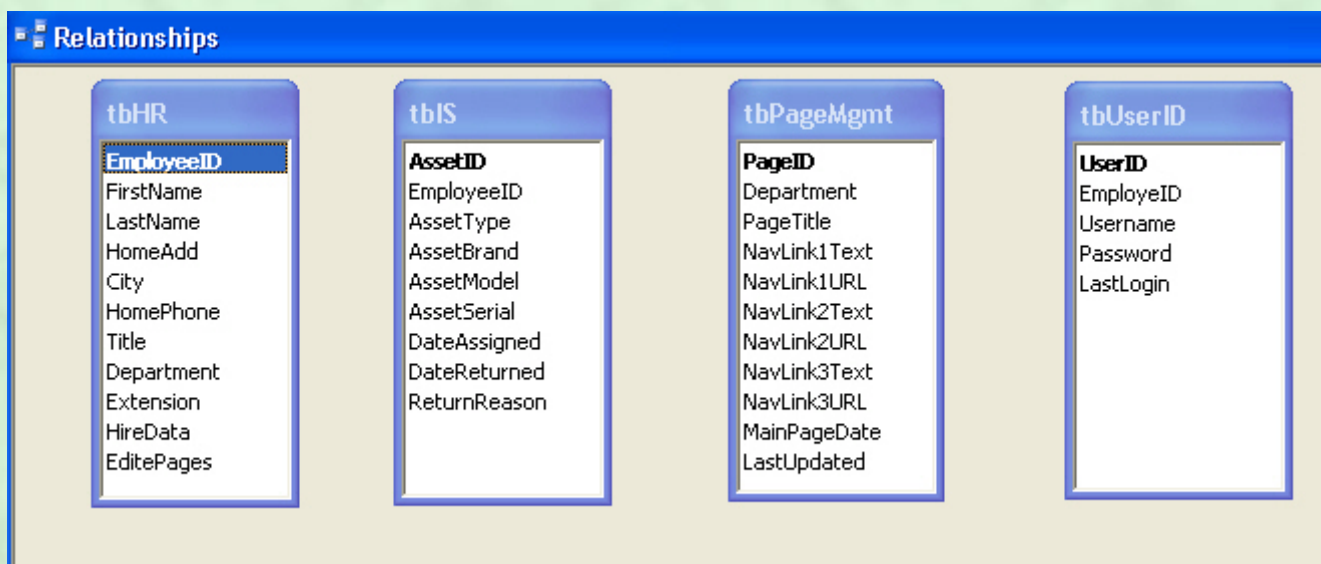 Relationships
tbHR
EmployeeID
FirstName
LastName
HomeAdd
City
HomePhone
Title
Department
Extension
HireData
EditePages
tbIS
AssetID
EmployeeID
AssetType
AssetBrand
AssetModel
AssetSerial
DateAssigned
DateReturned
ReturnReason
tbPageMgmt
PageID
Department
PageTitle
NavLink1Text
NavLink1URL
NavLink2Text
NavLink2URL
NavLink3Text
NavLink3URL
MainPageDate
LastUpdated
tbUserID
UserID
EmployeID
Username
Password
LastLogin